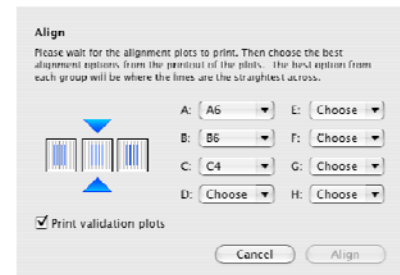 Align
Please wait for the alignment plots to print. Then choose the best
alignment options from the printout of the plots. The best option from
each group will be where the lines are the straightest across.
A: A6 E: Choose
B: B6 F: Choose
C: C4 G: Choose
D: Choose H: Choose
Print validation plots
Cancel Align